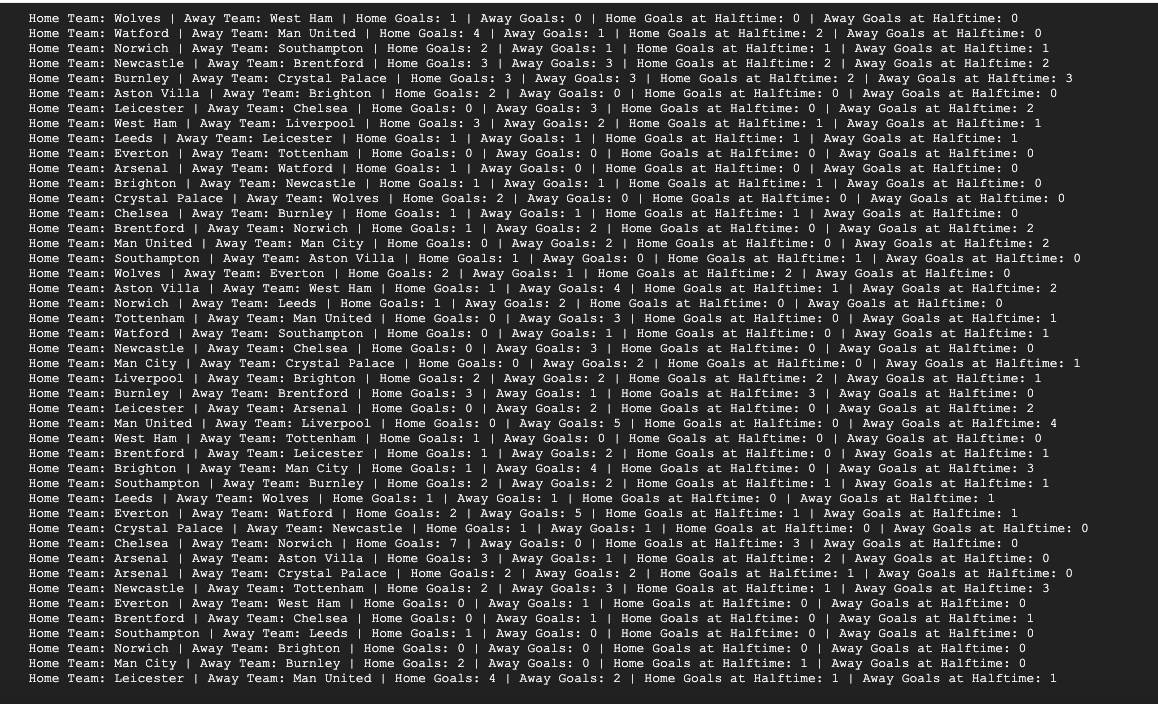 Home Team: Wolves | Away Team: West Ham | Home Goals: 1 | Away Goals: 0 | Home Goals at Halftime: 0 | Away Goals at Halftime: 0
Home Team: Watford | Away Team: Man United | Home Goals: 4 | Away Goals: 1 | Home Goals at Halftime: 2 | Away Goals at Halftime: 0
Home Team: Norwich | Away Team: Southampton | Home Goals: 2 | Away Goals: 1 | Home Goals at Halftime: 1 | Away Goals at Halftime: 1
Home Team: Newcastle | Away Team: Brentford | Home Goals: 3 | Away Goals: 3 | Home Goals at Halftime: 2 | Away Goals at Halftime: 2
Home Team: Burnley | Away Team: Crystal Palace | Home Goals: 3 | Away Goals: 3 | Home Goals at Halftime: 2 | Away Goals at Halftime: 3
Home Team: Aston Villa | Away Team: Brighton | Home Goals: 2 | Away Goals: 0 | Home Goals at Halftime: 0 | Away Goals at Halftime: 0
Home Team: Leicester | Away Team: Chelsea | Home Goals: 0 | Away Goals: 3 | Home Goals at Halftime: 0 | Away Goals at Halftime: 2
Home Team: West Ham | Away Team: Liverpool | Home Goals: 3 | Away Goals: 2 | Home Goals at Halftime: 1 | Away Goals at Halftime: 1
Home Team: Leeds | Away Team: Leicester | Home Goals: 1 | Away Goals: 1 | Home Goals at Halftime: 1 | Away Goals at Halftime: 1
Home Team: Everton | Away Team: Tottenham | Home Goals: 0 | Away Goals: 0 | Home Goals at Halftime: 0 | Away Goals at Halftime: 0
Home Team: Arsenal | Away Team: Watford | Home Goals: 1 | Away Goals: 0 | Home Goals at Halftime: 0 | Away Goals at Halftime: 0
Home Team: Brighton | Away Team: Newcastle | Home Goals: 1 | Away Goals: 1 | Home Goals at Halftime: 1 | Away Goals at Halftime: 0
Home Team: Crystal Palace | Away Team: Wolves | Home Goals: 2 | Away Goals: 0 | Home Goals at Halftime: 0 | Away Goals at Halftime: 0
Home Team: Chelsea | Away Team: Burnley | Home Goals: 1 | Away Goals: 1 | Home Goals at Halftime: 1 | Away Goals at Halftime: 0
Home Team: Brentford | Away Team: Norwich | Home Goals: 1 | Away Goals: 2 | Home Goals at Halftime: 0 | Away Goals at Halftime: 2
Home Team: Man United | Away Team: Man City | Home Goals: 0 | Away Goals: 2 | Home Goals at Halftime: 0 | Away Goals at Halftime: 2
Home Team: Southampton | Away Team: Aston Villa | Home Goals: 1 | Away Goals: 0 | Home Goals at Halftime: 1 | Away Goals at Halftime: 0
Home Team: Wolves | Away Team: Everton | Home Goals: 2 | Away Goals: 1 | Home Goals at Halftime: 2 | Away Goals at Halftime: 0
Home Team: Aston Villa | Away Team: West Ham | Home Goals: 1 | Away Goals: 4 | Home Goals at Halftime: 1 | Away Goals at Halftime: 2
Home Team: Norwich | Away Team: Leeds | Home Goals: 1 | Away Goals: 2 | Home Goals at Halftime: 0 | Away Goals at Halftime: 0
Home Team: Tottenham | Away Team: Man United | Home Goals: 0 | Away Goals: 3 | Home Goals at Halftime: 0 | Away Goals at Halftime: 1
Home Team: Watford | Away Team: Southampton | Home Goals: 0 | Away Goals: 1 | Home Goals at Halftime: 0 | Away Goals at Halftime: 1
Home Team: Newcastle | Away Team: Chelsea | Home Goals: 0 | Away Goals: 3 | Home Goals at Halftime: 0 | Away Goals at Halftime: 0
Home Team: Man City | Away Team: Crystal Palace | Home Goals: 0 | Away Goals: 2 | Home Goals at Halftime: 0 | Away Goals at Halftime: 1
Home Team: Liverpool | Away Team: Brighton | Home Goals: 2 | Away Goals: 2 | Home Goals at Halftime: 2 | Away Goals at Halftime: 1
Home Team: Burnley | Away Team: Brentford | Home Goals: 3 | Away Goals: 1 | Home Goals at Halftime: 3 | Away Goals at Halftime: 0
Home Team: Leicester | Away Team: Arsenal | Home Goals: 0 | Away Goals: 2 | Home Goals at Halftime: 0 | Away Goals at Halftime: 2
Home Team: Man United | Away Team: Liverpool | Home Goals: 0 | Away Goals: 5 | Home Goals at Halftime: 0 | Away Goals at Halftime: 4
Home Team: West Ham | Away Team: Tottenham | Home Goals: 1 | Away Goals: 0 | Home Goals at Halftime: 0 | Away Goals at Halftime: 0
Home Team: Brentford | Away Team: Leicester | Home Goals: 1 | Away Goals: 2 | Home Goals at Halftime: 0 | Away Goals at Halftime: 1
Home Team: Brighton | Away Team: Man City | Home Goals: 1 | Away Goals: 4 | Home Goals at Halftime: 0 | Away Goals at Halftime: 3
Home Team: Southampton | Away Team: Burnley | Home Goals: 2 | Away Goals: 2 | Home Goals at Halftime: 1 | Away Goals at Halftime: 1
Home Team: Leeds | Away Team: Wolves | Home Goals: 1 | Away Goals: 1 | Home Goals at Halftime: 0 | Away Goals at Halftime: 1
Home Team: Everton | Away Team: Watford | Home Goals: 2 | Away Goals: 5 | Home Goals at Halftime: 1 | Away Goals at Halftime: 1
Home Team: Crystal Palace | Away Team: Newcastle | Home Goals: 1 | Away Goals: 1 | Home Goals at Halftime: 0 | Away Goals at Halftime: 0
Home Team: Chelsea | Away Team: Norwich | Home Goals: 7 | Away Goals: 0 | Home Goals at Halftime: 3 | Away Goals at Halftime: 0
Home Team: Arsenal | Away Team: Aston Villa | Home Goals: 3 | Away Goals: 1 | Home Goals at Halftime: 2 | Away Goals at Halftime: 0
Home Team: Arsenal | Away Team: Crystal Palace | Home Goals: 2 | Away Goals: 2 | Home Goals at Halftime: 1 | Away Goals at Halftime: 0
Home Team: Newcastle | Away Team: Tottenham | Home Goals: 2 | Away Goals: 3 | Home Goals at Halftime: 1 | Away Goals at Halftime: 3
Home Team: Everton | Away Team: West Ham | Home Goals: 0 | Away Goals: 1 | Home Goals at Halftime: 0 | Away Goals at Halftime: 0
Home Team: Brentford | Away Team: Chelsea | Home Goals: 0 | Away Goals: 1 | Home Goals at Halftime: 0 | Away Goals at Halftime: 1
Home Team: Southampton | Away Team: Leeds | Home Goals: 1 | Away Goals: 0 | Home Goals at Halftime: 0 | Away Goals at Halftime: 0
Home Team: Norwich | Away Team: Brighton | Home Goals: 0 | Away Goals: 0 | Home Goals at Halftime: 0 | Away Goals at Halftime: 0
Home Team: Man City | Away Team: Burnley | Home Goals: 2 | Away Goals: 0 | Home Goals at Halftime: 1 | Away Goals at Halftime: 0
Home Team: Leicester | Away Team: Man United | Home Goals: 4 | Away Goals: 2 | Home Goals at Halftime: 1 | Away Goals at Halftime: 1